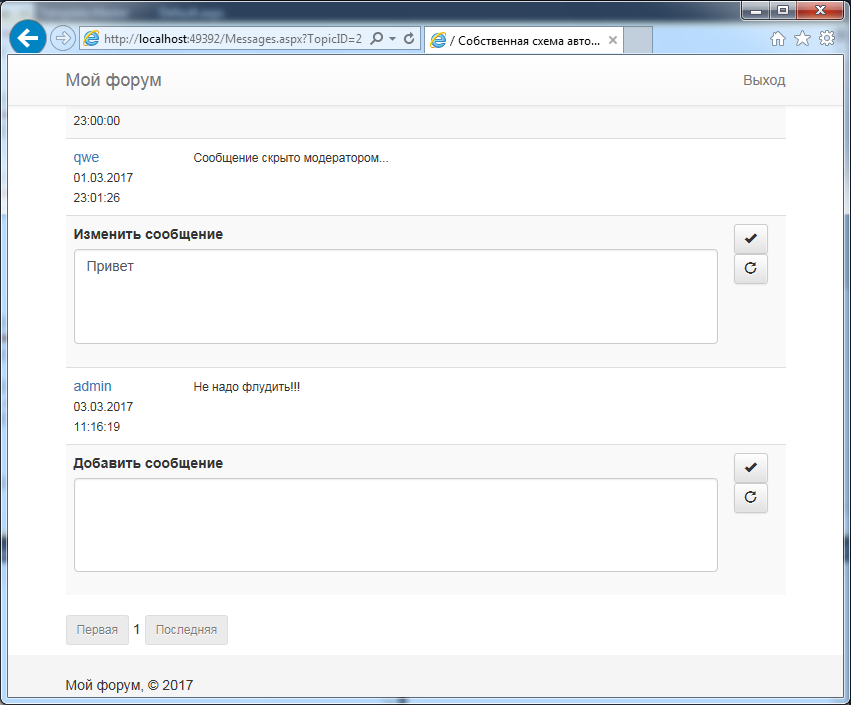 http://localhost:49392/Messages.aspx?TopicID=2
/ Собственная схема авто...
Мой форум
Выход
23:00:00
qwe
Сообщение скрыто модератором...
01.03.2017
23:01:26
Изменить сообщение
Привет
admin
Не надо флудить!!!
03.03.2017
11:16:19
Добавить сообщение
Первая 1 Последняя
Мой форум, © 2017